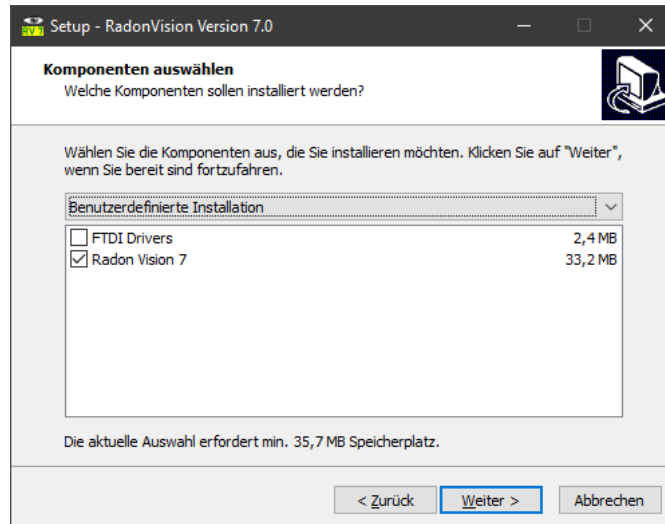 RV 7 Setup - RadonVision Version 7.0
Komponenten auswählen
Welche Komponenten sollen installiert werden?
Wählen Sie die Komponenten aus, die Sie installieren möchten. Klicken Sie auf "Weiter",
wenn Sie bereit sind fortzufahren.
Benutzerdefinierte Installation
FTDI Drivers 2,4 MB
Radon Vision 7 33,2 MB
Die aktuelle Auswahl erfordert min. 35,7 MB Speicherplatz.
< Zurück Weiter > Abbrechen